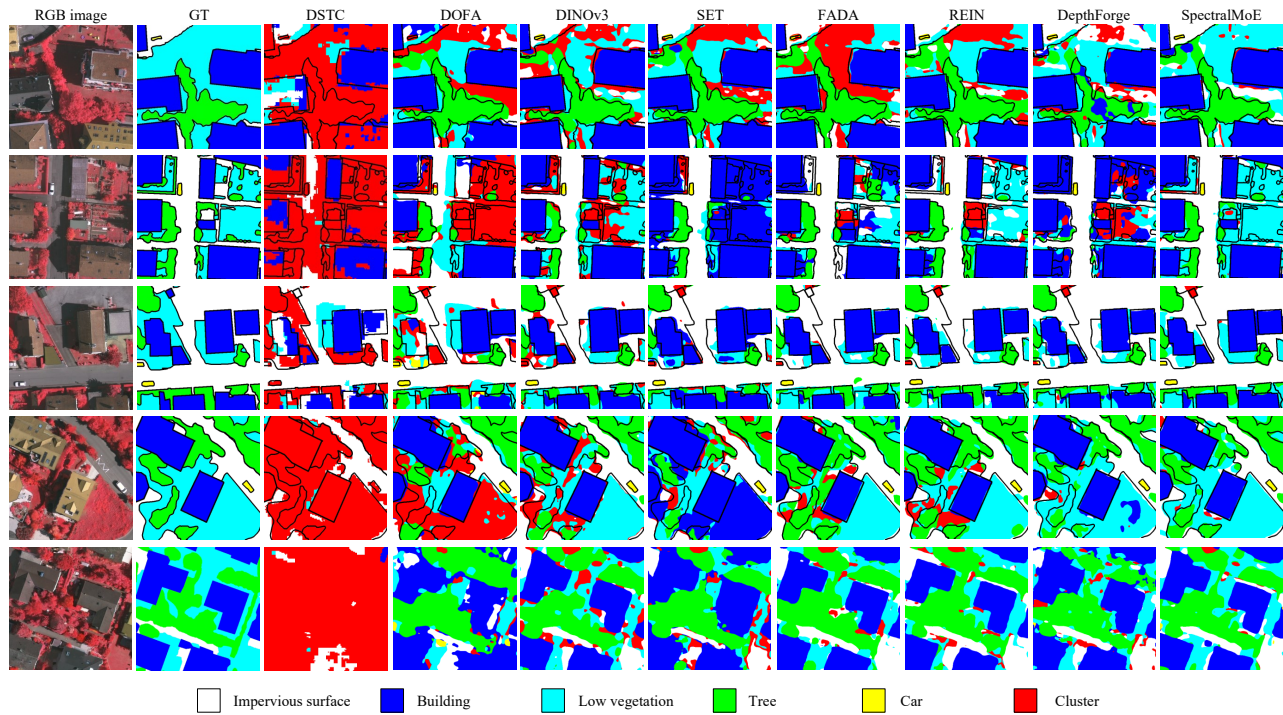 RGB image GT DSTC DOFA DINOv3 SET FADA REIN DepthForge SpectralMoE
Impervious surface Building Low vegetation Tree Car Cluster